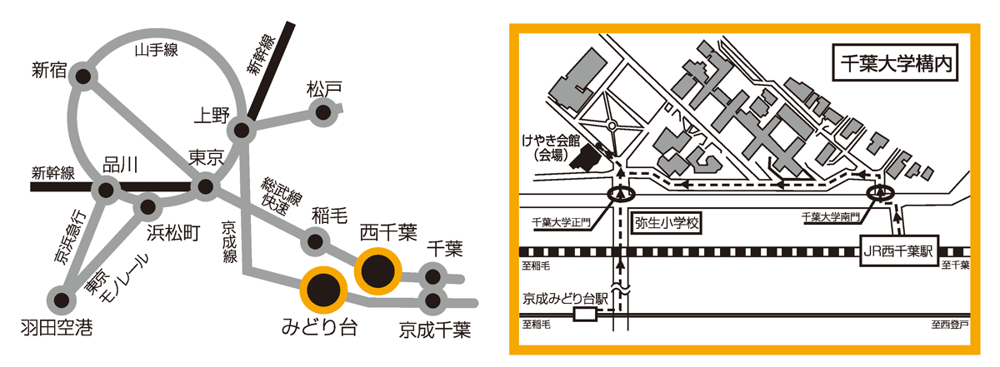 山手線
新宿
新幹線
松戸
上野
品川
東京
新幹線
浜松町
総武線
快速
稲毛
西千葉
千葉
京浜急行
東京
モノレール
京成線
羽田空港
みどり台
京成千葉
千葉大学構内
けやき会館
(会場)
千葉大学正門
弥生小学校
千葉大学南門
JR西千葉駅
至稲毛
至千葉
京成みどり台駅
至稲毛
至西登戸